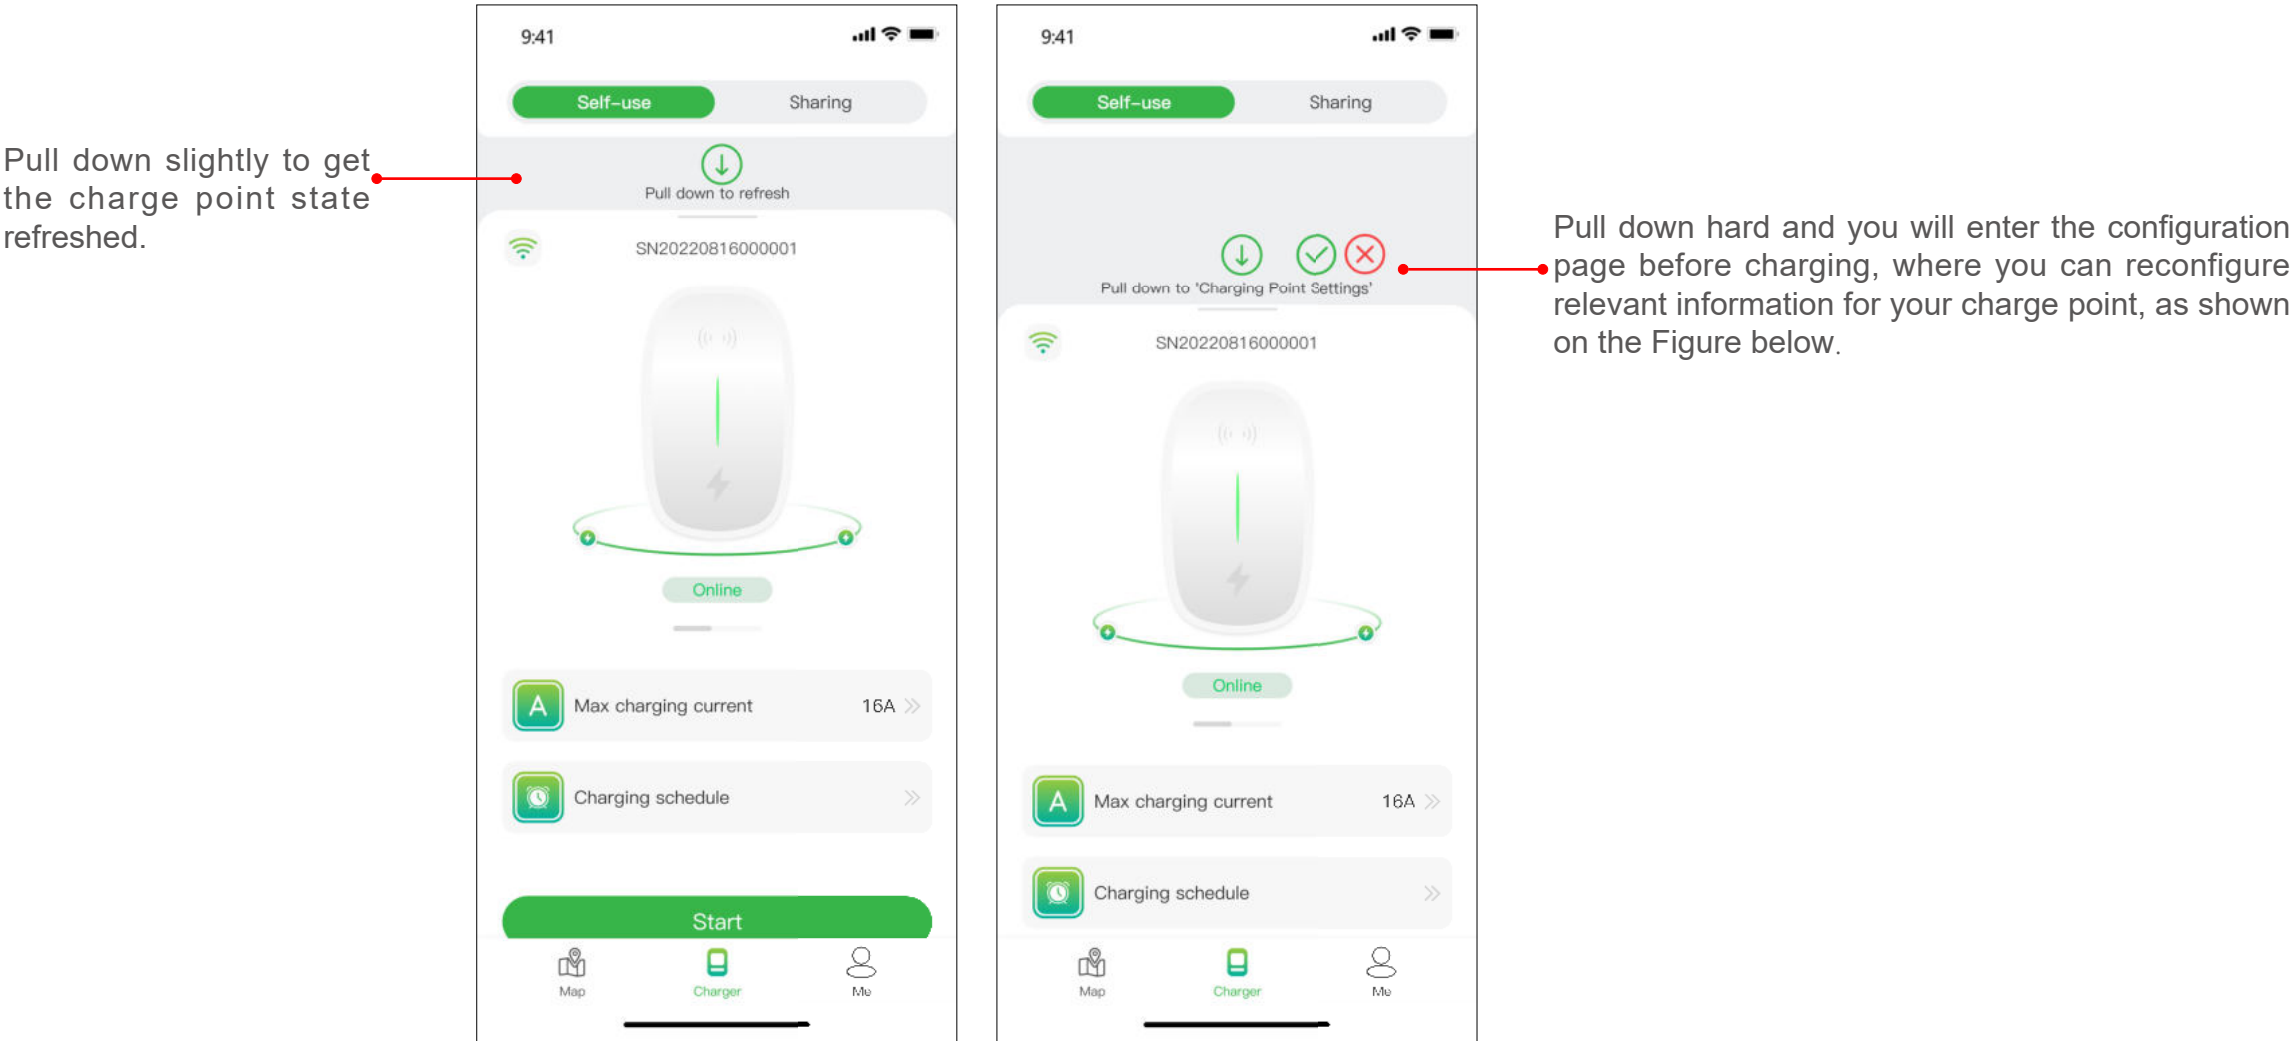 Pull down slightly to get
the charge point state
refreshed.
9:41
Self-use
Sharing
Pull down to refresh
SN20220816000001
Online
A
Max charging current
16A
Charging schedule
Start
Map
Charger
Me
9:41
Self-use
Sharing
Pull down to 'Charging Point Settings'
SN20220816000001
Online
A
Max charging current
16A
Charging schedule
Map
Charger
Me
Pull down hard and you will enter the configuration
page before charging, where you can reconfigure
relevant information for your charge point, as shown
on the Figure below.